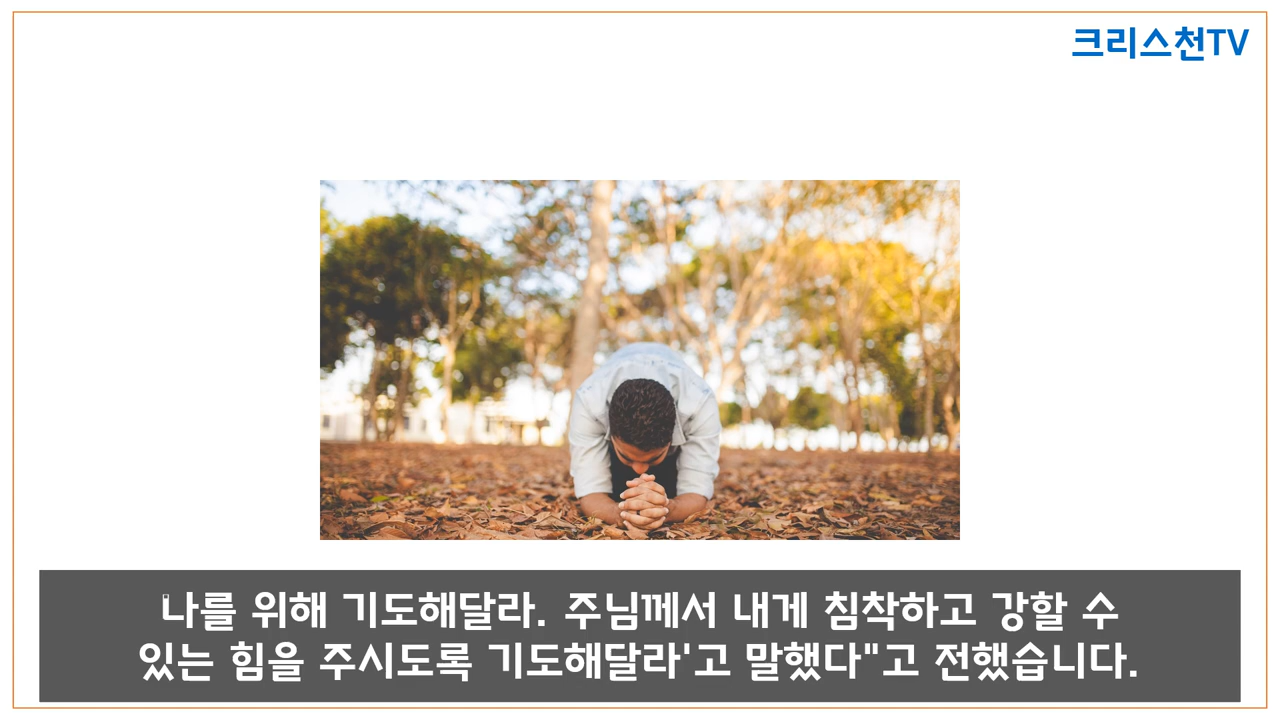 크리스천TV
'나를 위해 기도해달라. 주님께서 내게 침착하고 강할 수
있는 힘을 주시도록 기도해달라'고 말했다"고 전했습니다.